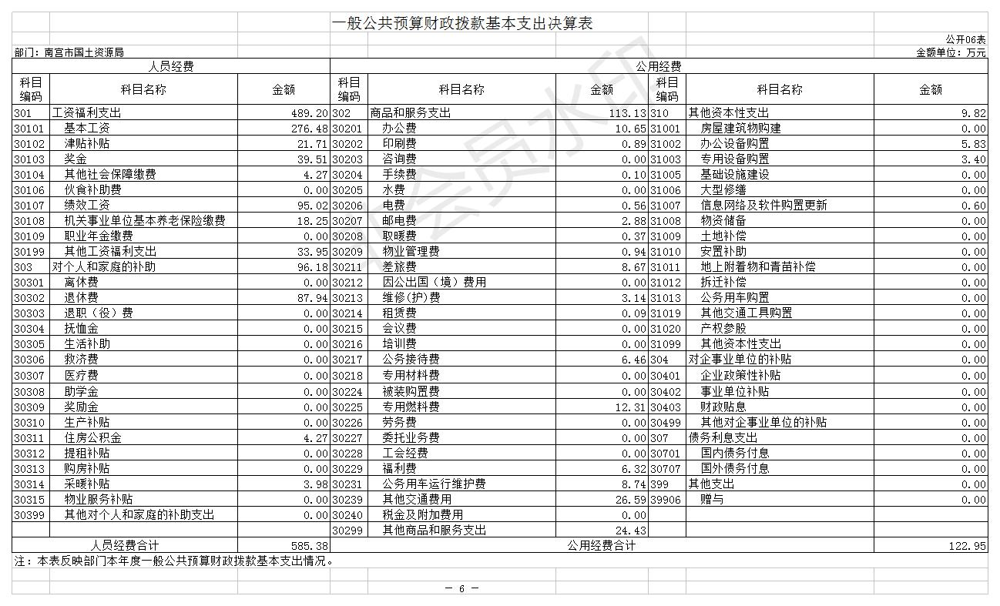 一般公共预算财政拨款基本支出决算表
公开06表
部门：南宫市国土资源局 金额单位：万元
人员经费 公用经费
科目编码 科目名称 金额 科目编码 科目名称 金额 科目编码 科目名称 金额
301 工资福利支出 489.20 302 商品和服务支出 113.13 310 其他资本性支出 9.82
30101 基本工资 276.48 30201 办公费 10.65 31001 房屋建筑物购建 0.00
30102 津贴补贴 21.71 30202 印刷费 0.89 31002 办公设备购置 5.83
30103 奖金 39.51 30203 咨询费 0.00 31003 专用设备购置 3.40
30104 其他社会保障缴费 4.27 30204 手续费 0.10 31005 基础设施建设 0.00
30106 伙食补助费 0.00 30205 水费 0.00 31006 大型修缮 0.00
30107 绩效工资 95.02 30206 电费 0.56 31007 信息网络及软件购置更新 0.60
30108 机关事业单位基本养老保险缴费 18.25 30207 邮电费 2.88 31008 物资储备 0.00
30109 职业年金缴费 0.00 30208 取暖费 0.37 31009 土地补偿 0.00
30199 其他工资福利支出 33.95 30209 物业管理费 0.94 31010 安置补助 0.00
303 对个人和家庭的补助 96.18 30211 差旅费 8.67 31011 地上附着物和青苗补偿 0.00
30301 离休费 0.00 30212 因公出国（境）费用 0.00 31012 拆迁补偿 0.00
30302 退休费 87.94 30213 维修(护)费 3.14 31013 公务用车购置 0.00
30303 退职（役）费 0.00 30214 租赁费 0.09 31019 其他交通工具购置 0.00
30304 抚恤金 0.00 30215 会议费 0.00 31020 产权参股 0.00
30305 生活补助 0.00 30216 培训费 0.00 31099 其他资本性支出 0.00
30306 救济费 0.00 30217 公务接待费 6.46 304 对企事业单位的补贴 0.00
30307 医疗费 0.00 30218 专用材料费 0.00 30401 企业政策性补贴 0.00
30308 助学金 0.00 30224 被装购置费 0.00 30402 事业单位补贴 0.00
30309 奖励金 0.00 30225 专用燃料费 12.31 30403 财政贴息 0.00
30310 生产补贴 0.00 30226 劳务费 0.00 30499 其他对企事业单位的补贴 0.00
30311 住房公积金 4.27 30227 委托业务费 0.00 307 债务利息支出 0.00
30312 提租补贴 0.00 30228 工会经费 0.00 30701 国内债务付息 0.00
30313 购房补贴 0.00 30229 福利费 6.32 30707 国外债务付息 0.00
30314 采暖补贴 3.98 30231 公务用车运行维护费 8.74 399 其他支出 0.00
30315 物业服务补贴 0.00 30239 其他交通费用 26.59 39906 赠与 0.00
30399 其他对个人和家庭的补助支出 0.00 30240 税金及附加费用 0.00
30299 其他商品和服务支出 24.43
人员经费合计 585.38 公用经费合计 122.95
注：本表反映部门本年度一般公共预算财政拨款基本支出情况。
— 6 —
非会员水印